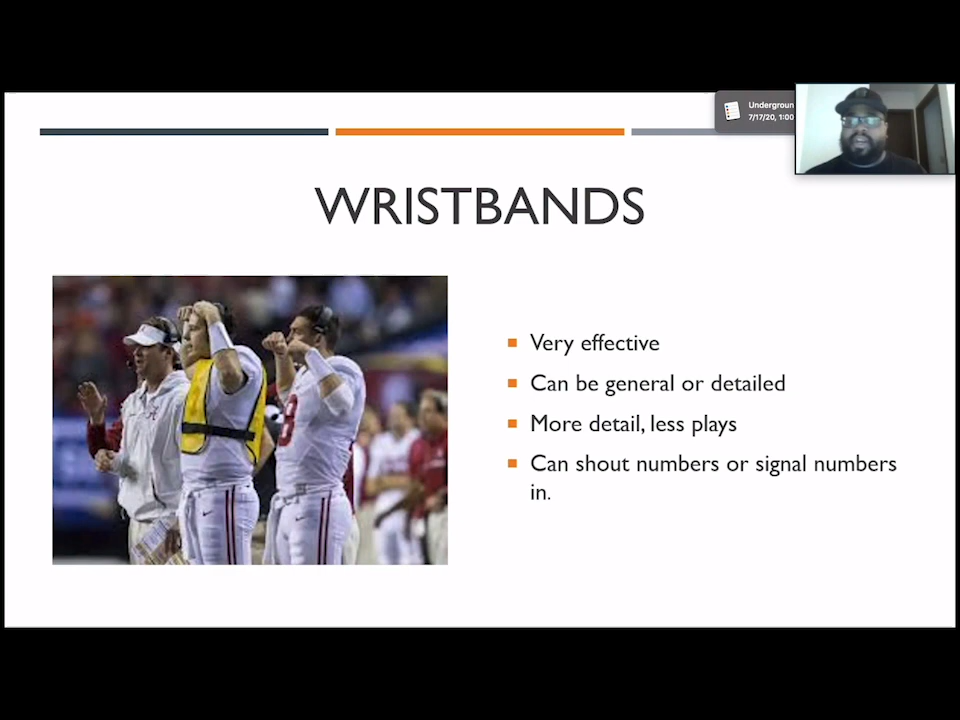 Undergroun
7/17/20, 1:00
WRISTBANDS
Very effective
Can be general or detailed
More detail, less plays
Can shout numbers or signal numbers
in.